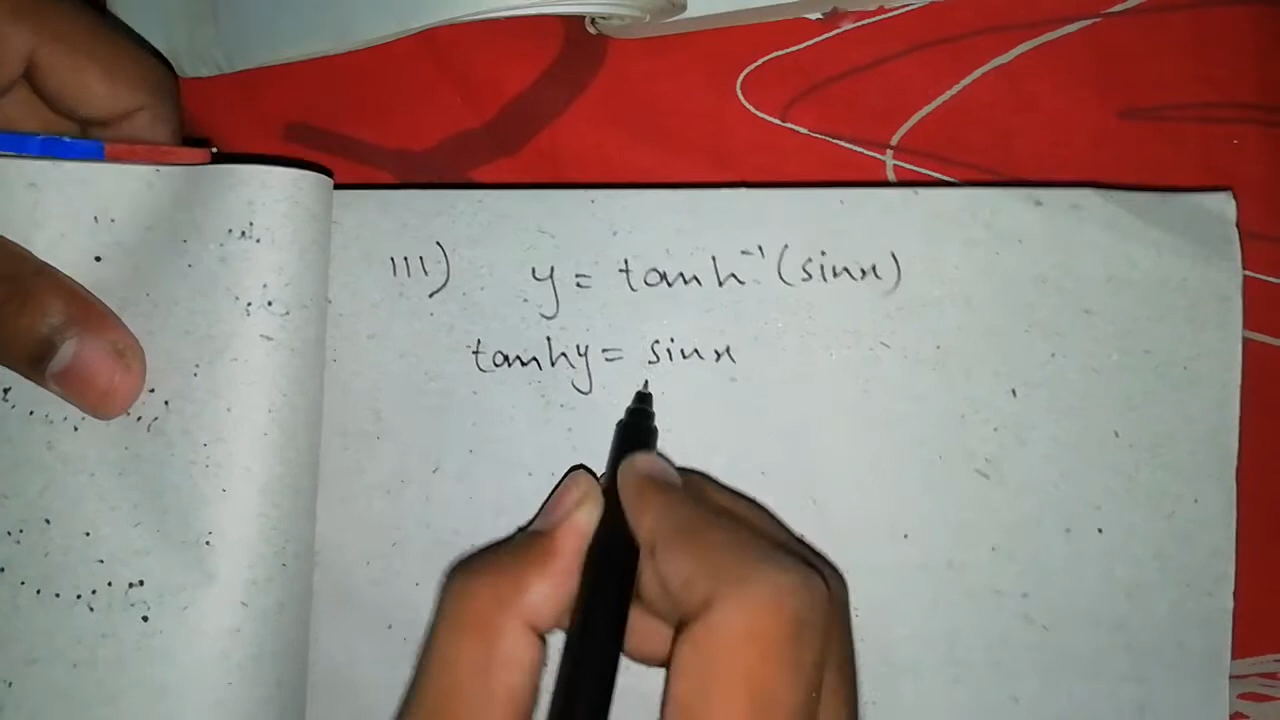 III) y = tanh⁻¹(sinx)
tanhy = sinx